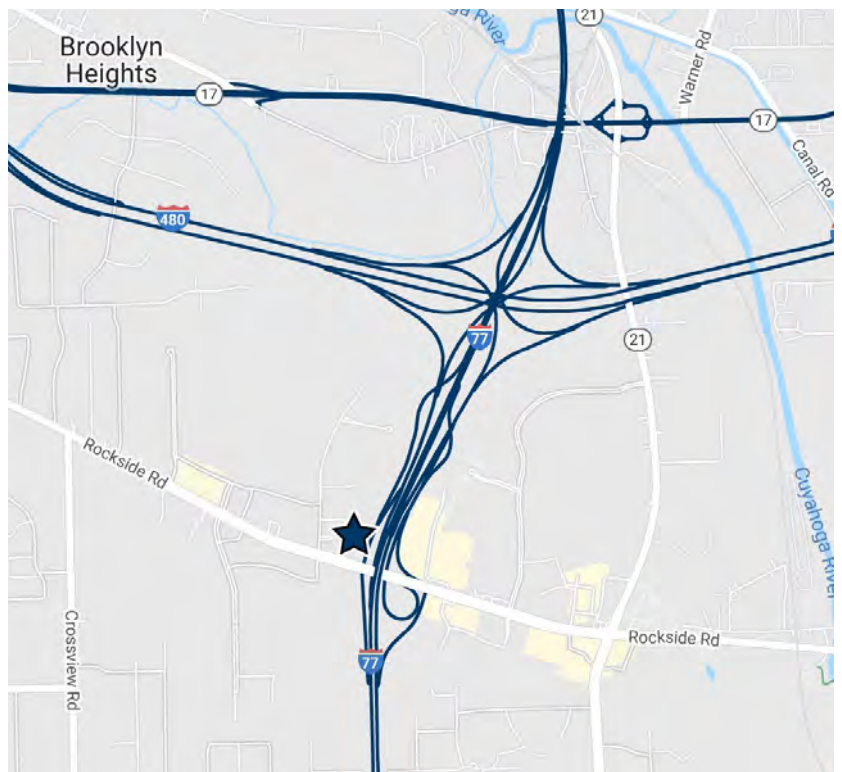 21
Cuyahoga River
Brooklyn
Heights
Warner Rd
17
17
Canal Rd
480
77
21
Rockside Rd
Cuyahoga River
Crossview Rd
Rockside Rd
77